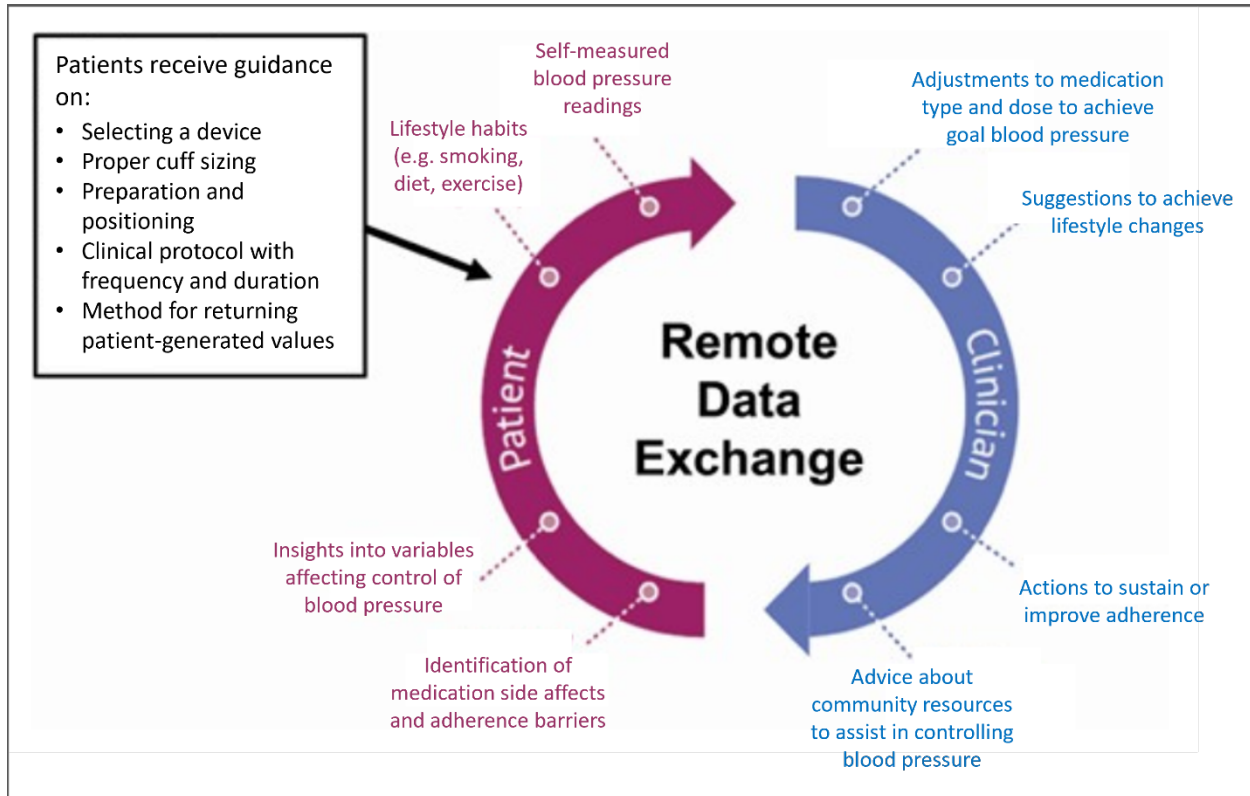 Patients receive guidance
on:
• Selecting a device
• Proper cuff sizing
• Preparation and
positioning
• Clinical protocol with
frequency and duration
• Method for returning
patient-generated values
Self-measured
blood pressure
readings
Lifestyle habits
(e.g. smoking,
diet, exercise)
Patient
Insights into variables
affecting control of
blood pressure
Identification of
medication side affects
and adherence barriers
Remote
Data
Exchange
Adjustments to medication
type and dose to achieve
goal blood pressure
Suggestions to achieve
lifestyle changes
Clinician
Actions to sustain or
improve adherence
Advice about
community resources
to assist in controlling
blood pressure